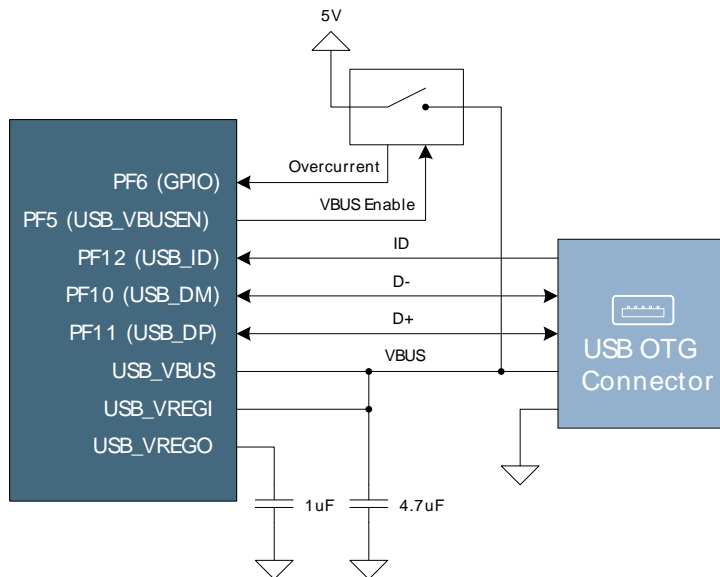 5V
Overcurrent
PF6 (GPIO)
VBUS Enable
PF5 (USB_VBUSEN)
ID
PF12 (USB_ID)
D-
PF10 (USB_DM)
D+
PF11 (USB_DP)
VBUS
USB_VBUS
USB_VREGI
USB_VREGO
USB OTG
Connector
1uF
4.7uF